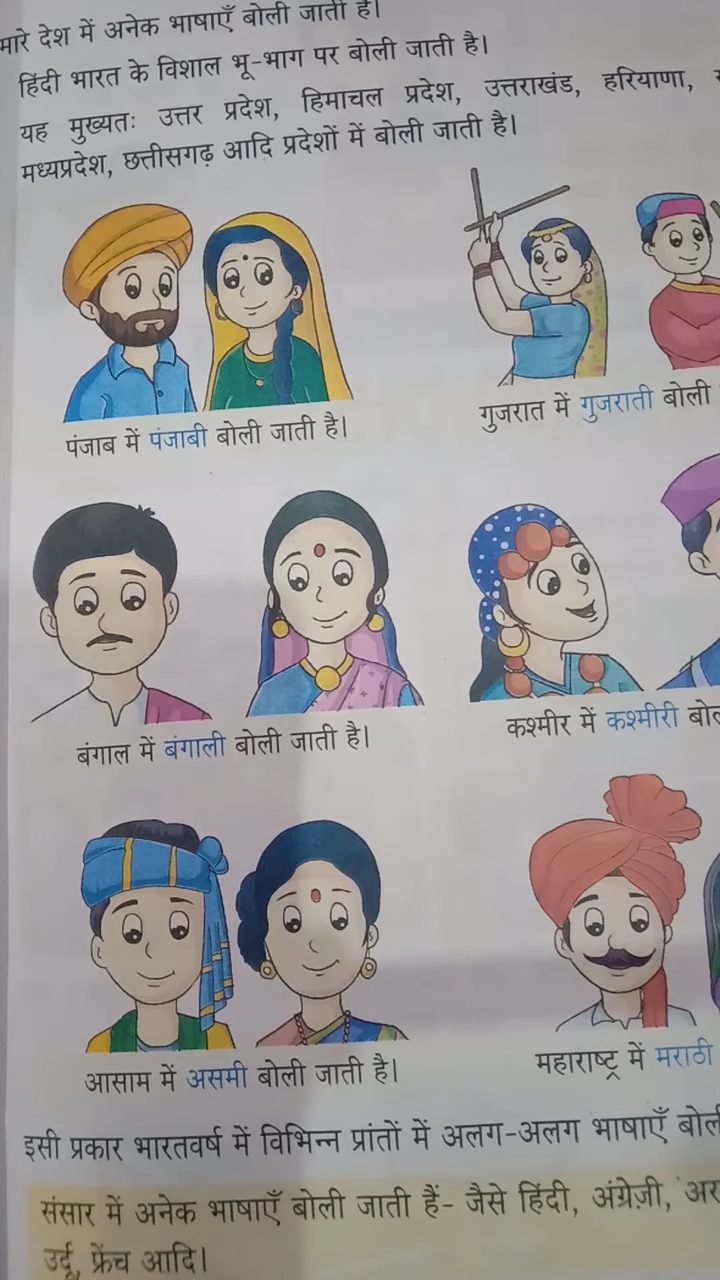 मारे देश में अनेक भाषाएँ बोली जाती हैं।
हिंदी भारत के विशाल भू-भाग पर बोली जाती है।
यह मुख्यतः उत्तर प्रदेश, हिमाचल प्रदेश, उत्तराखंड, हरियाणा,
मध्यप्रदेश, छत्तीसगढ़ आदि प्रदेशों में बोली जाती है।
पंजाब में पंजाबी बोली जाती है।
गुजरात में गुजराती बोली
बंगाल में बंगाली बोली जाती है।
कश्मीर में कश्मीरी
आसाम में असमी बोली जाती है।
महाराष्ट्र में मराठी
इसी प्रकार भारतवर्ष में विभिन्न प्रांतों में अलग-अलग भाषाएँ बोली
संसार में अनेक भाषाएँ बोली जाती हैं- जैसे हिंदी, अंग्रेज़ी,
उर्दू, फ्रेंच आदि।